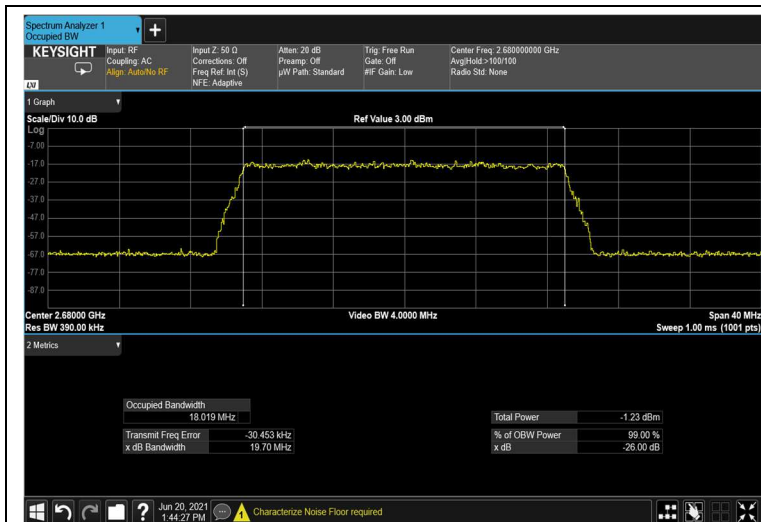 Spectrum Analyzer 1
Occupied BW
+
KEYSIGHT
LXI
Input: RF
Coupling: AC
Align: Auto/No RF
Input Z: 50 Ω
Corrections: Off
Freq Ref: Int (S)
NFE: Adaptive
Atten: 20 dB
Preamp: Off
µW Path: Standard
Trig: Free Run
Gate: Off
#IF Gain: Low
Center Freq: 2.680000000 GHz
Avg|Hold:>100/100
Radio Std: None
1 Graph
Scale/Div 10.0 dB
Ref Value 3.00 dBm
Log
-7.00
-17.0
-27.0
-37.0
-47.0
-57.0
-67.0
-77.0
-87.0
Center 2.68000 GHz
Video BW 4.0000 MHz
Span 40 MHz
Res BW 390.00 kHz
Sweep 1.00 ms (1001 pts)
2 Metrics
Occupied Bandwidth
18.019 MHz
Total Power -1.23 dBm
Transmit Freq Error -30.453 kHz
% of OBW Power 99.00 %
x dB Bandwidth 19.70 MHz
x dB -26.00 dB
?
Jun 20, 2021
1:44:27 PM
1
Characterize Noise Floor required